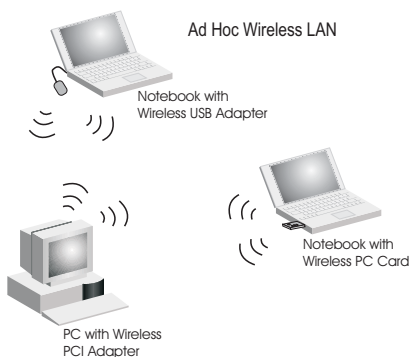 Ad Hoc Wireless LAN
Notebook with
Wireless USB Adapter
Notebook with
Wireless PC Card
PC with Wireless
PCI Adapter